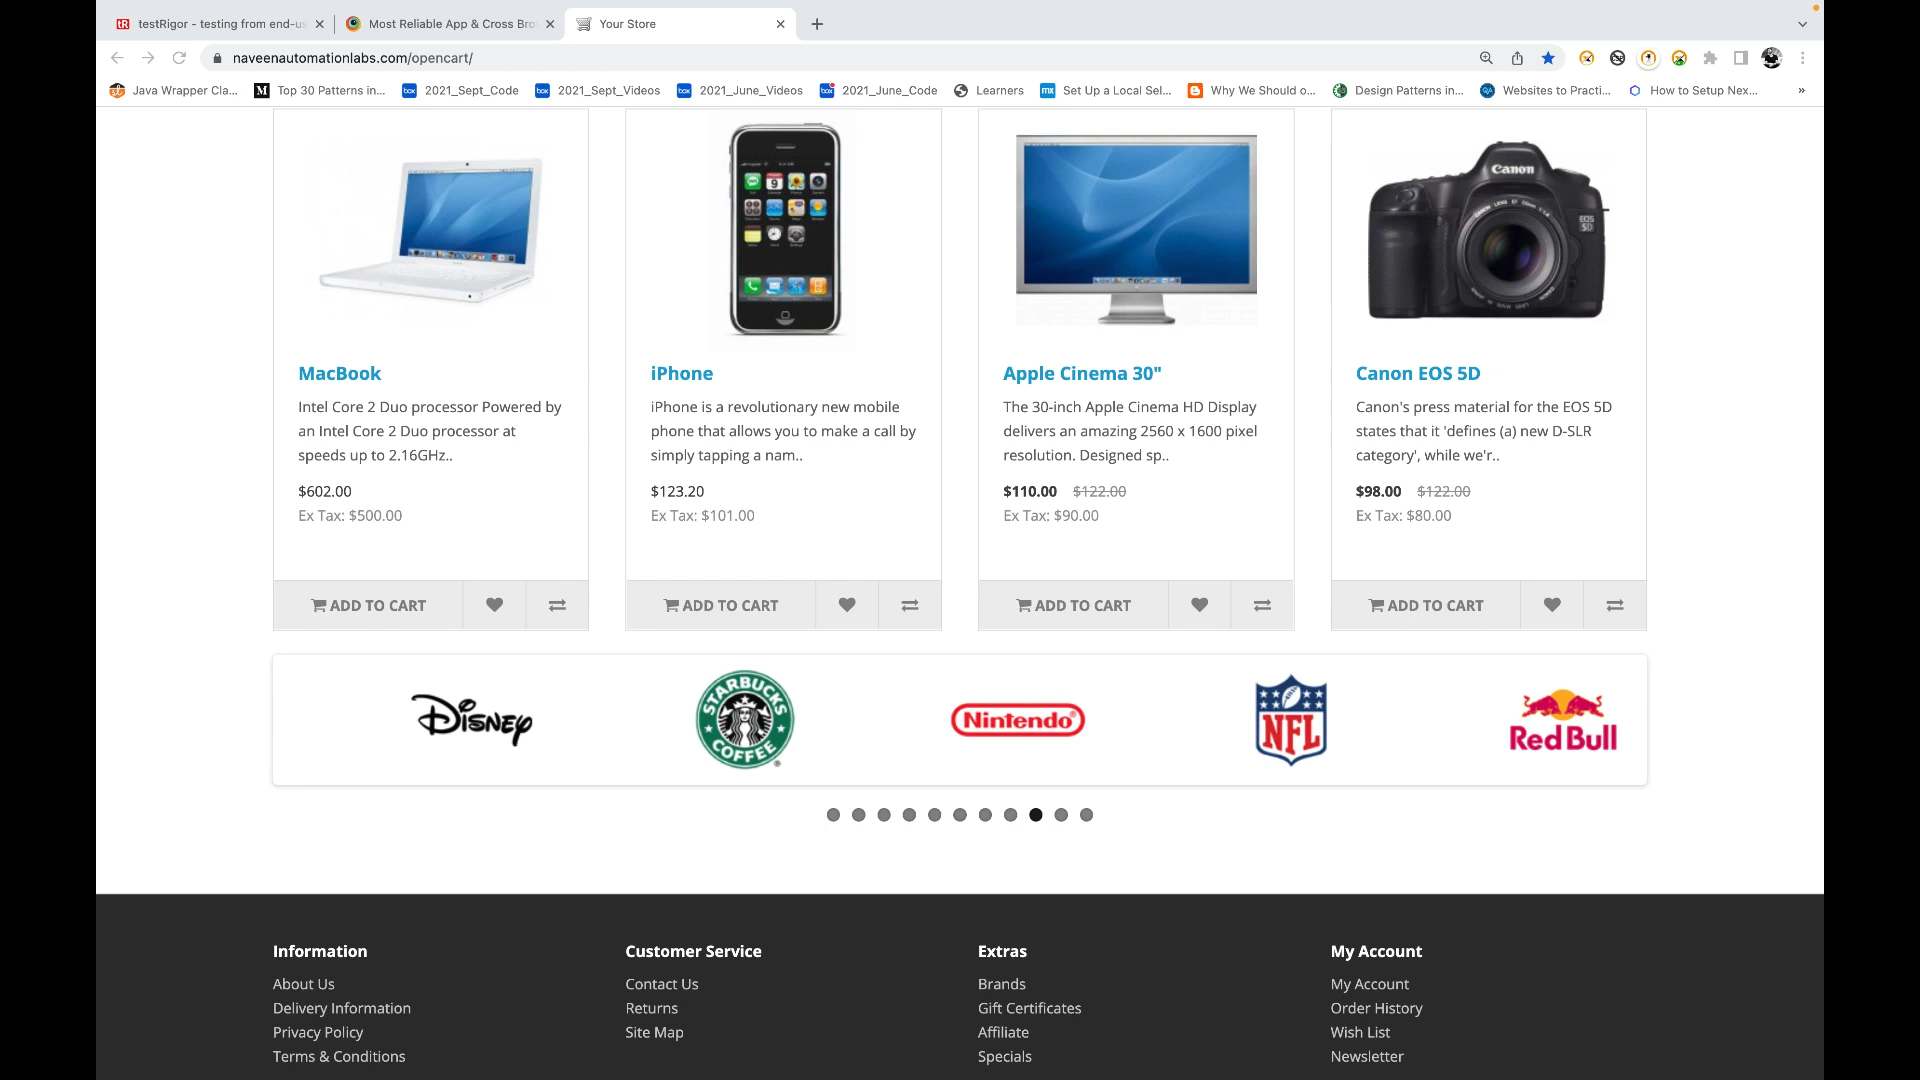 testRigor - testing from end-us
Most Reliable App & Cross Bro
Your Store
naveenautomationlabs.com/opencart/
Java Wrapper Cla...
Top 30 Patterns in...
2021_Sept_Code
2021_Sept_Videos
2021_June_Videos
2021_June_Code
Learners
Set Up a Local Sel...
Why We Should o...
Design Patterns in...
Websites to Practi...
How to Setup Nex...
»
Canon
EOS
5D
MacBook
Intel Core 2 Duo processor Powered by
an Intel Core 2 Duo processor at
speeds up to 2.16GHz..
$602.00
Ex Tax: $500.00
ADD TO CART
iPhone
iPhone is a revolutionary new mobile
phone that allows you to make a call by
simply tapping a nam..
$123.20
Ex Tax: $101.00
ADD TO CART
Apple Cinema 30"
The 30-inch Apple Cinema HD Display
delivers an amazing 2560 x 1600 pixel
resolution. Designed sp..
$110.00 $122.00
Ex Tax: $90.00
ADD TO CART
Canon EOS 5D
Canon's press material for the EOS 5D
states that it 'defines (a) new D-SLR
category', while we'r..
$98.00 $122.00
Ex Tax: $80.00
ADD TO CART
Disney
STARBUCKS
COFFEE
Nintendo®
NFL
Red Bull
Information
About Us
Delivery Information
Privacy Policy
Terms & Conditions
Customer Service
Contact Us
Returns
Site Map
Extras
Brands
Gift Certificates
Affiliate
Specials
My Account
My Account
Order History
Wish List
Newsletter